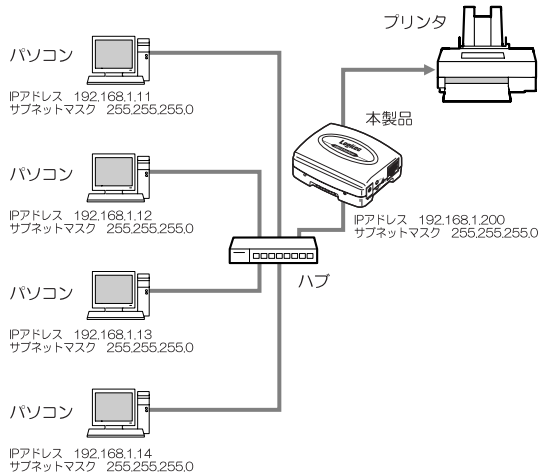 プリンタ
パソコン
IPアドレス 192.168.1.11
サブネットマスク 255.255.255.0
本製品
Logitec
パソコン
IPアドレス 192.168.1.12
サブネットマスク 255.255.255.0
IPアドレス 192.168.1.200
サブネットマスク 255.255.255.0
ハブ
パソコン
IPアドレス 192.168.1.13
サブネットマスク 255.255.255.0
パソコン
IPアドレス 192.168.1.14
サブネットマスク 255.255.255.0